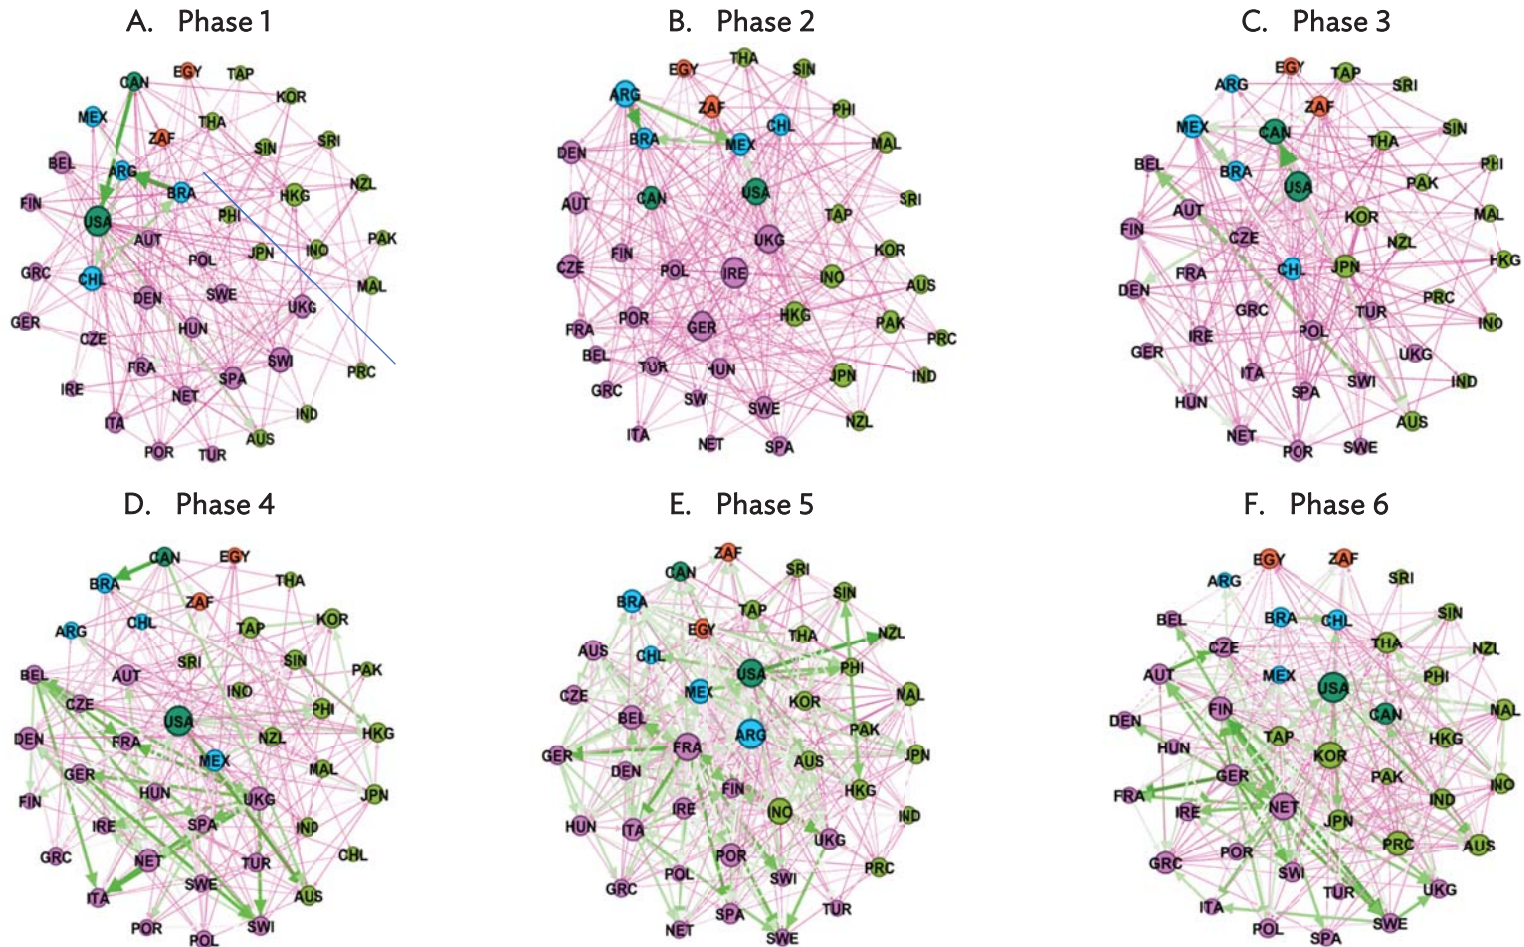 A. Phase 1
CAN
EGY
TAP
KOR
MEX
THA
ZAF
SRI
SIN
BEL
ARG
NZL
BRA
HKG
FIN
PHI
USA
AUT
PAK
JPN
INO
POL
GRC
CHL
MAL
DEN
SWE
UKG
GER
HUN
CZE
FRA
SWI
PRC
SPA
IRE
NET
IND
ITA
AUS
POR
TUR
B. Phase 2
THA
EGY
SIN
ARG
ZAF
PHI
CHL
BRA
MEX
MAL
DEN
USA
CAN
SRI
AUT
TAP
UKG
FIN
KOR
CZE
POL
IRE
INO
AUS
POR
HKG
PAK
FRA
GER
PRC
BEL
TUR
HUN
JPN
IND
GRC
SW
SWE
NZL
ITA
NET
SPA
C. Phase 3
EGY
TAP
ARG
SRI
ZAF
MEX
CAN
SIN
THA
BEL
PHI
BRA
USA
PAK
AUT
KOR
MAL
FIN
CZE
NZL
HKG
CHL
JPN
FRA
DEN
PRC
GRC
TUR
INO
POL
IRE
GER
UKG
ITA
SWI
IND
SPA
HUN
AUS
NET
POR
SWE
D. Phase 4
CAN
EGY
BRA
THA
ZAF
KOR
CHL
ARG
TAP
SRI
SIN
PAK
BEL
AUT
INO
CZE
PHI
USA
HKG
DEN
FRA
NZL
MEX
MAL
GER
HUN
JPN
FIN
UKG
IRE
SPA
IND
GRC
NET
TUR
CHL
SWE
ITA
AUS
POR
SWI
POL
E. Phase 5
ZAF
CAN
SRI
SIN
BRA
TAP
EGY
THA
NZL
AUS
CHL
PHI
USA
CZE
MEX
KOR
MAL
BEL
ARG
PAK
FRA
GER
AUS
JPN
DEN
FIN
HKG
IRE
INO
IND
HUN
ITA
UKG
POR
PRC
POL
SWI
GRC
TUR
SPA
NET
SWE
F. Phase 6
EGY
ZAF
ARG
SRI
SIN
BEL
BRA
CHL
CZE
THA
NZL
AUT
MEX
PHI
USA
FIN
CAN
MAL
DEN
TAP
HKG
HUN
KOR
GER
PAK
INO
FRA
NET
IND
IRE
JPN
POR
PRC
AUS
GRC
SWI
TUR
UKG
ITA
POL
SPA
SWE